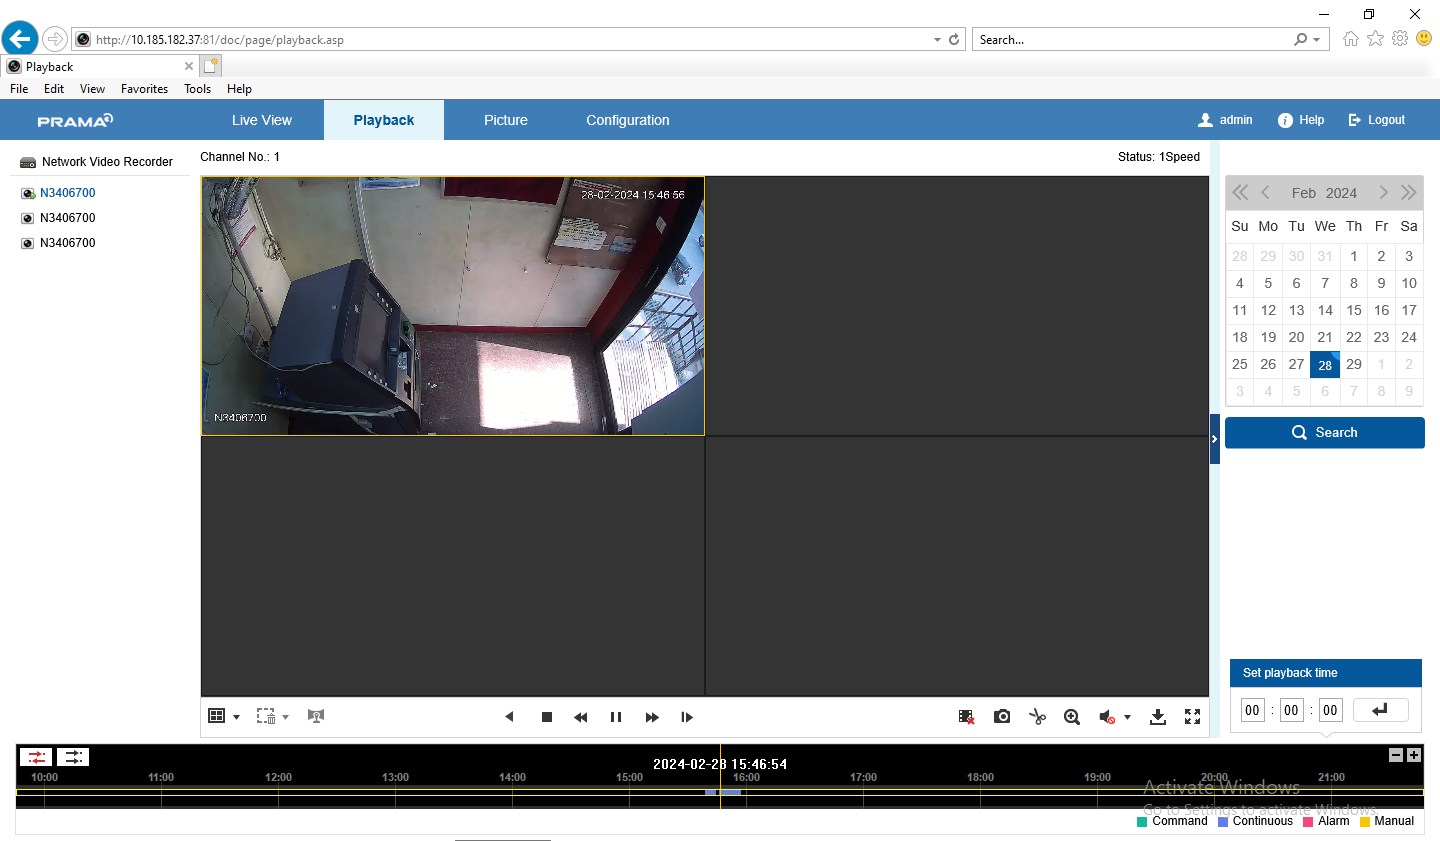 http://10.185.182.37:81/doc/page/playback.asp
Search...
Playback
File Edit View Favorites Tools Help
PRAMA
Live View
Playback
Picture
Configuration
admin
Help
Logout
Network Video Recorder
N3406700
N3406700
N3406700
Channel No.: 1
Status: 1Speed
28-02-2024 15:46:56
N3406700
Feb 2024
Su Mo Tu We Th Fr Sa
28 29 30 31 1 2 3
4 5 6 7 8 9 10
11 12 13 14 15 16 17
18 19 20 21 22 23 24
25 26 27 28 29 1 2
3 4 5 6 7 8 9
Search
Set playback time
00 : 00 : 00
2024-02-28 15:46:54
10:00 11:00 12:00 13:00 14:00 15:00 16:00 17:00 18:00 19:00 20:00 21:00
Activate Windows
Go to Settings to activate Windows.
Command Continuous Alarm Manual